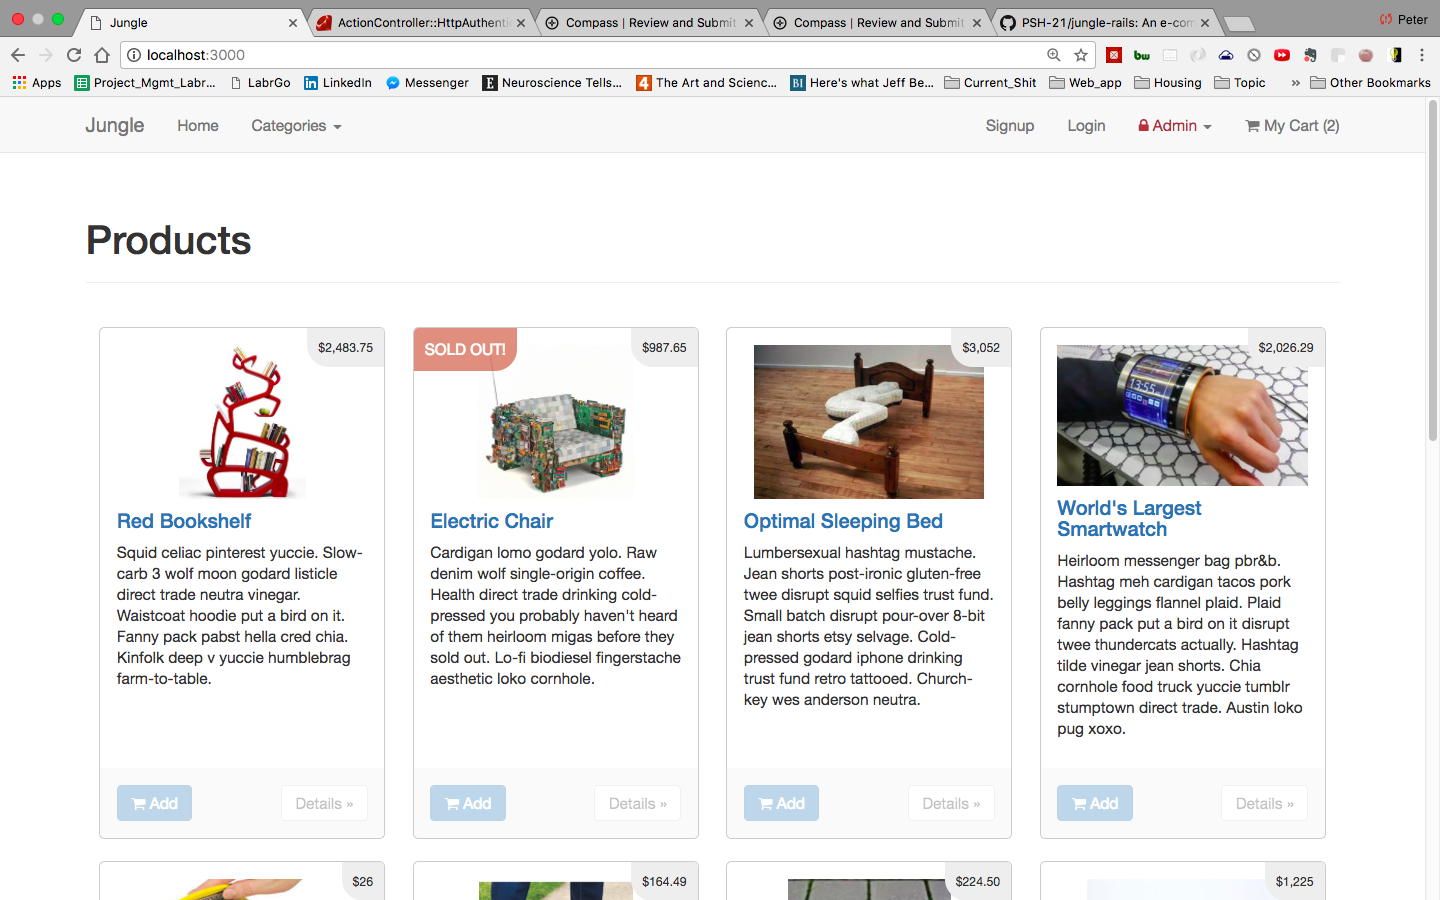 Jungle
ActionController::HttpAuthentic
Compass | Review and Submit
Compass | Review and Submit
PSH-21/jungle-rails: An e-com
Peter
localhost:3000
Apps
Project_Mgmt_Labr...
LabrGo
LinkedIn
Messenger
Neuroscience Tells...
The Art and Scienc...
Here's what Jeff Be...
Current_Shit
Web_app
Housing
Topic
»
Other Bookmarks
Jungle Home Categories
Signup Login Admin My Cart (2)
Products
$2,483.75
Red Bookshelf
Squid celiac pinterest yuccie. Slow-
carb 3 wolf moon godard listicle
direct trade neutra vinegar.
Waistcoat hoodie put a bird on it.
Fanny pack pabst hella cred chia.
Kinfolk deep v yuccie humblebrag
farm-to-table.
Add
Details »
SOLD OUT!
$987.65
Electric Chair
Cardigan lomo godard yolo. Raw
denim wolf single-origin coffee.
Health direct trade drinking cold-
pressed you probably haven't heard
of them heirloom migas before they
sold out. Lo-fi biodiesel fingerstache
aesthetic loko cornhole.
Add
Details »
$3,052
Optimal Sleeping Bed
Lumbersexual hashtag mustache.
Jean shorts post-ironic gluten-free
twee disrupt squid selfies trust fund.
Small batch disrupt pour-over 8-bit
jean shorts etsy selvage. Cold-
pressed godard iphone drinking
trust fund retro tattooed. Church-
key wes anderson neutra.
Add
Details »
$2,026.29
13:55
World's Largest
Smartwatch
Heirloom messenger bag pbr&b.
Hashtag meh cardigan tacos pork
belly leggings flannel plaid. Plaid
fanny pack put a bird on it disrupt
twee thundercats actually. Hashtag
tilde vinegar jean shorts. Chia
cornhole food truck yuccie tumblr
stumptown direct trade. Austin loko
pug xoxo.
Add
Details »
$26
$164.49
$224.50
$1,225